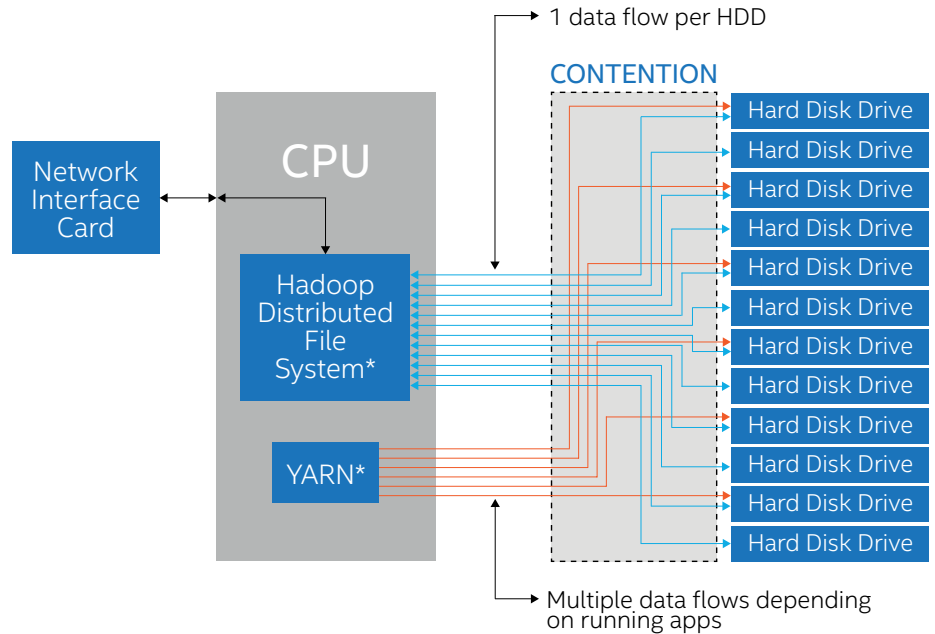 1 data flow per HDD
CONTENTION
CPU
Network
Interface
Card
Hadoop
Distributed
File
System*
YARN*
Hard Disk Drive
Hard Disk Drive
Hard Disk Drive
Hard Disk Drive
Hard Disk Drive
Hard Disk Drive
Hard Disk Drive
Hard Disk Drive
Hard Disk Drive
Hard Disk Drive
Hard Disk Drive
Hard Disk Drive
Multiple data flows depending
on running apps